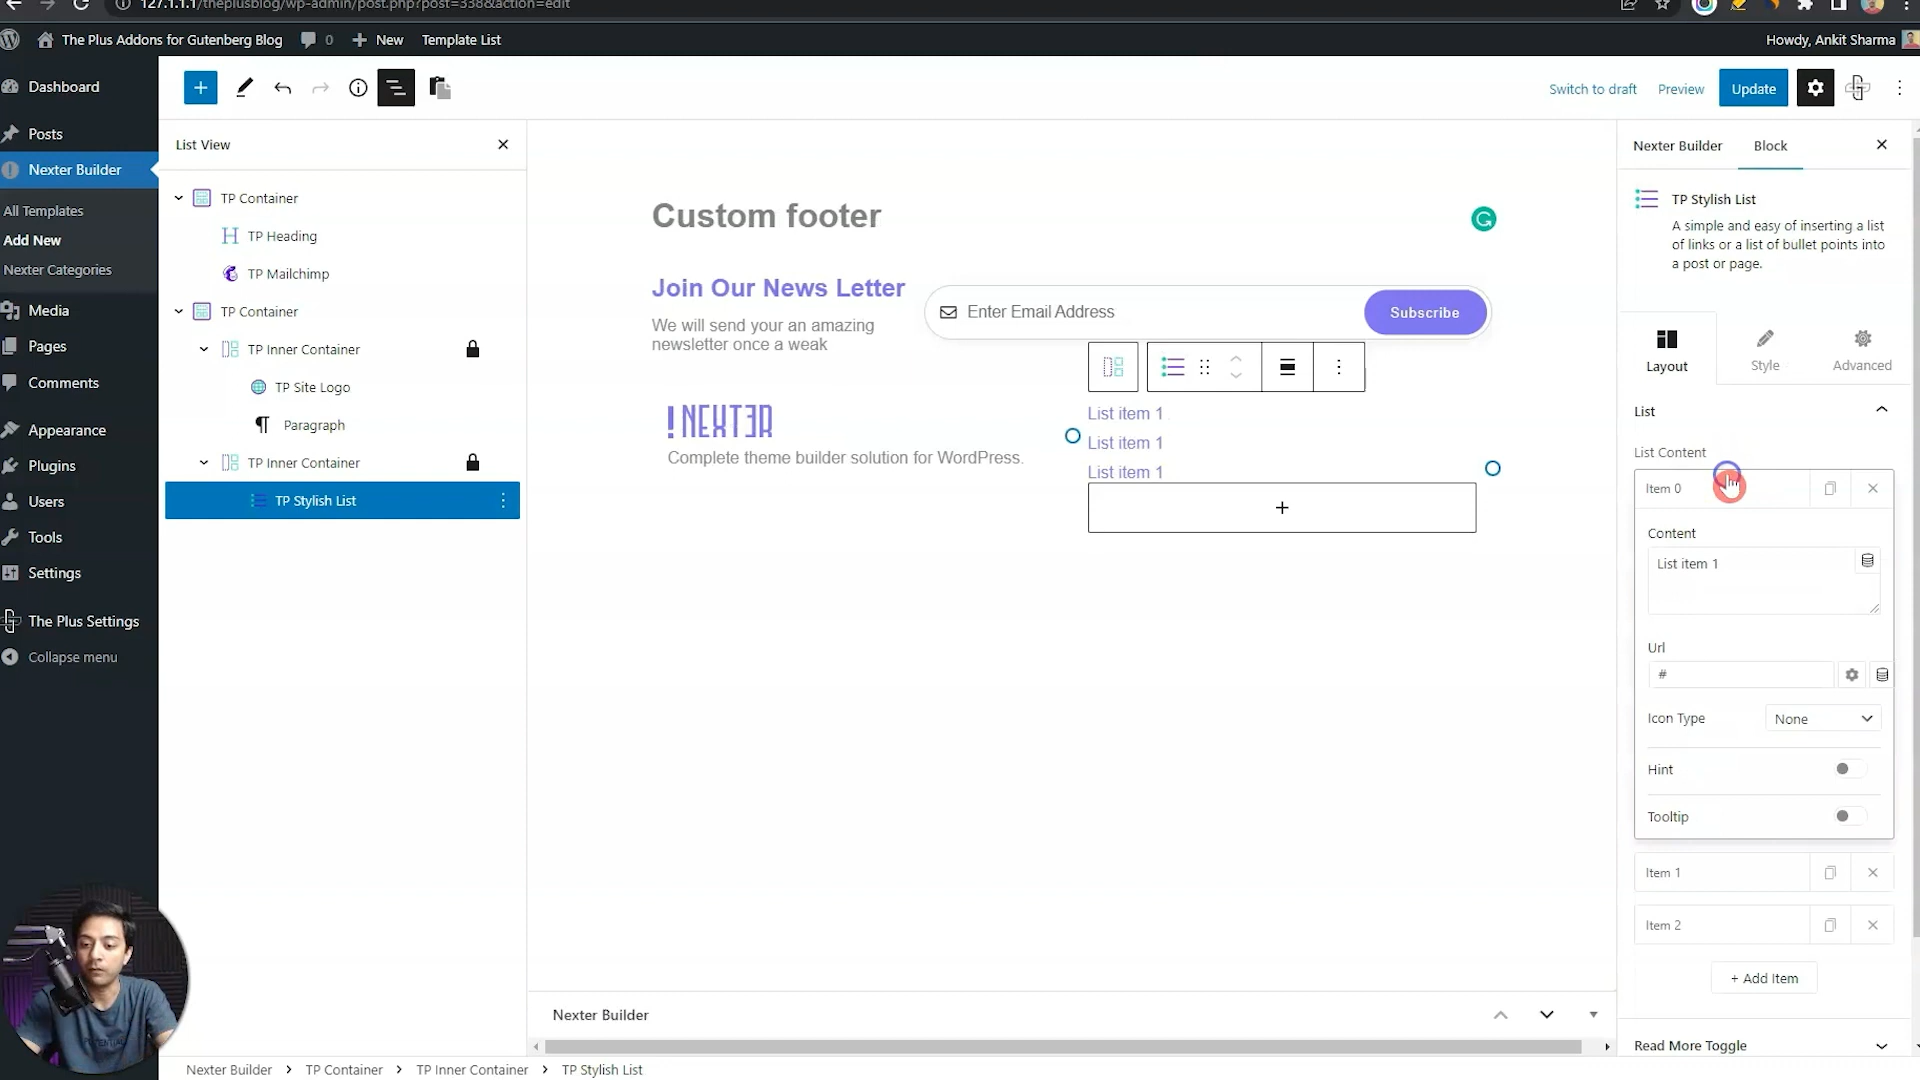 127.1.1.1/theplusblog/wp-admin/post.php?post=338&action=edit
The Plus Addons for Gutenberg Blog
0
New
Template List
Howdy, Ankit Sharma
Dashboard
Posts
Nexter Builder
All Templates
Add New
Nexter Categories
Media
Pages
Comments
Appearance
Plugins
Users
Tools
Settings
The Plus Settings
Collapse menu
Switch to draft
Preview
Update
List View
TP Container
TP Heading
TP Mailchimp
TP Container
TP Inner Container
TP Site Logo
Paragraph
TP Inner Container
TP Stylish List
Custom footer
Join Our News Letter
We will send your an amazing
newsletter once a weak
Enter Email Address
Subscribe
NEXTER
Complete theme builder solution for WordPress.
List item 1
List item 1
List item 1
Nexter Builder
Block
TP Stylish List
A simple and easy of inserting a list
of links or a list of bullet points into
a post or page.
Layout
Style
Advanced
List
List Content
Item 0
Content
List item 1
Url
#
Icon Type
None
Hint
Tooltip
Item 1
Item 2
+ Add Item
Read More Toggle
Nexter Builder
Nexter Builder > TP Container > TP Inner Container > TP Stylish List